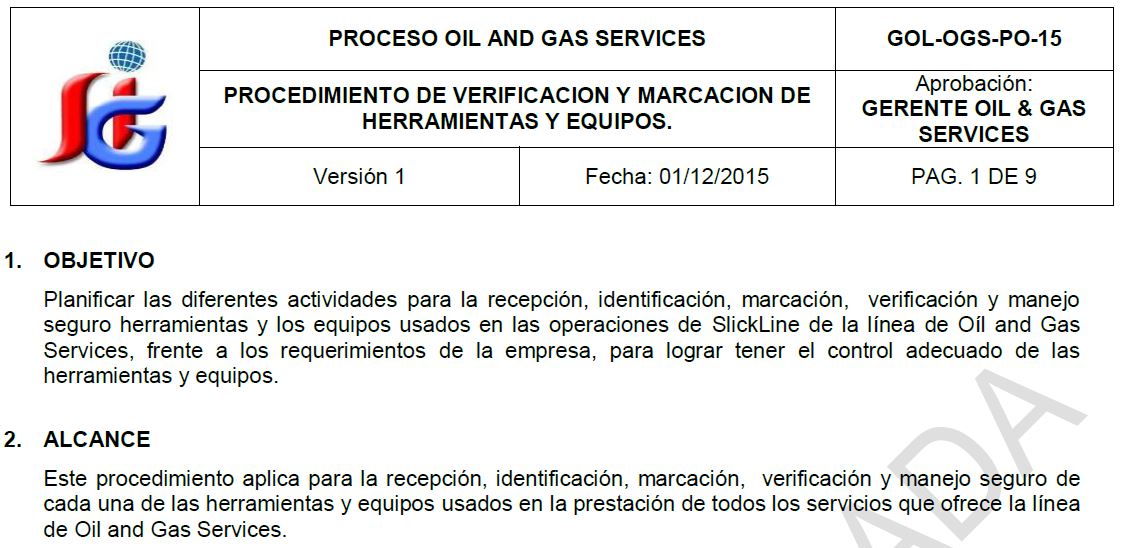 PROCESO OIL AND GAS SERVICES
GOL-OGS-PO-15
PROCEDIMIENTO DE VERIFICACION Y MARCACION DE
HERRAMIENTAS Y EQUIPOS.
Aprobación:
GERENTE OIL & GAS
SERVICES
Versión 1
Fecha: 01/12/2015
PAG. 1 DE 9
1. OBJETIVO
Planificar las diferentes actividades para la recepción, identificación, marcación, verificación y manejo
seguro herramientas y los equipos usados en las operaciones de SlickLine de la línea de Oíl and Gas
Services, frente a los requerimientos de la empresa, para lograr tener el control adecuado de las
herramientas y equipos.
2. ALCANCE
Este procedimiento aplica para la recepción, identificación, marcación, verificación y manejo seguro de
cada una de las herramientas y equipos usados en la prestación de todos los servicios que ofrece la línea
de Oil and Gas Services.
ADA